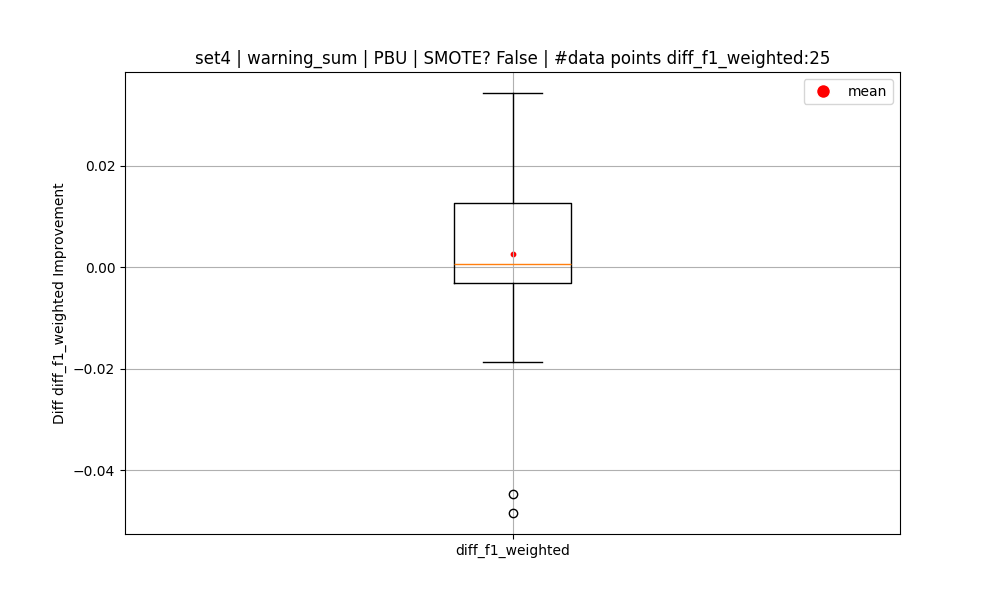 set4 | warning_sum | PBU | SMOTE? False | #data points diff_f1_weighted:25
mean
Diff diff_f1_weighted Improvement
0.02
0.00
−0.02
−0.04
diff_f1_weighted